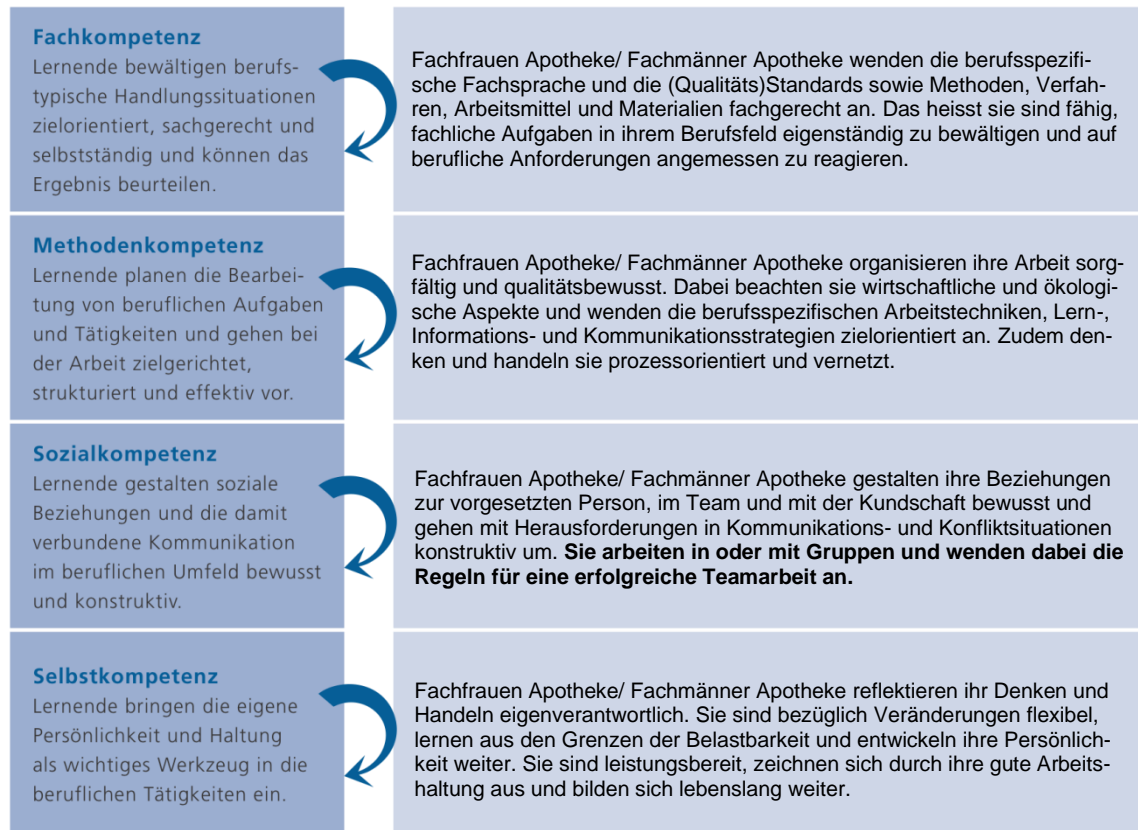 Fachkompetenz
Lernende bewältigen berufs-
typische Handlungssituationen
zielorientiert, sachgerecht und
selbstständig und können das
Ergebnis beurteilen.
Fachfrauen Apotheke/ Fachmänner Apotheke wenden die berufsspezifi-
sche Fachsprache und die (Qualitäts)Standards sowie Methoden, Verfah-
ren, Arbeitsmittel und Materialien fachgerecht an. Das heisst sie sind fähig,
fachliche Aufgaben in ihrem Berufsfeld eigenständig zu bewältigen und auf
berufliche Anforderungen angemessen zu reagieren.
Methodenkompetenz
Lernende planen die Bearbei-
tung von beruflichen Aufgaben
und Tätigkeiten und gehen bei
der Arbeit zielgerichtet,
strukturiert und effektiv vor.
Fachfrauen Apotheke/ Fachmänner Apotheke organisieren ihre Arbeit sorg-
fältig und qualitätsbewusst. Dabei beachten sie wirtschaftliche und ökologi-
sche Aspekte und wenden die berufsspezifischen Arbeitstechniken, Lern-,
Informations- und Kommunikationsstrategien zielorientiert an. Zudem den-
ken und handeln sie prozessorientiert und vernetzt.
Sozialkompetenz
Lernende gestalten soziale
Beziehungen und die damit
verbundene Kommunikation
im beruflichen Umfeld bewusst
und konstruktiv.
Fachfrauen Apotheke/ Fachmänner Apotheke gestalten ihre Beziehungen
zur vorgesetzten Person, im Team und mit der Kundschaft bewusst und
gehen mit Herausforderungen in Kommunikations- und Konfliktsituationen
konstruktiv um. Sie arbeiten in oder mit Gruppen und wenden dabei die
Regeln für eine erfolgreiche Teamarbeit an.
Selbstkompetenz
Lernende bringen die eigene
Persönlichkeit und Haltung
als wichtiges Werkzeug in die
beruflichen Tätigkeiten ein.
Fachfrauen Apotheke/ Fachmänner Apotheke reflektieren ihr Denken und
Handeln eigenverantwortlich. Sie sind bezüglich Veränderungen flexibel,
lernen aus den Grenzen der Belastbarkeit und entwickeln ihre Persönlich-
keit weiter. Sie sind leistungsbereit, zeichnen sich durch ihre gute Arbeits-
haltung aus und bilden sich lebenslang weiter.